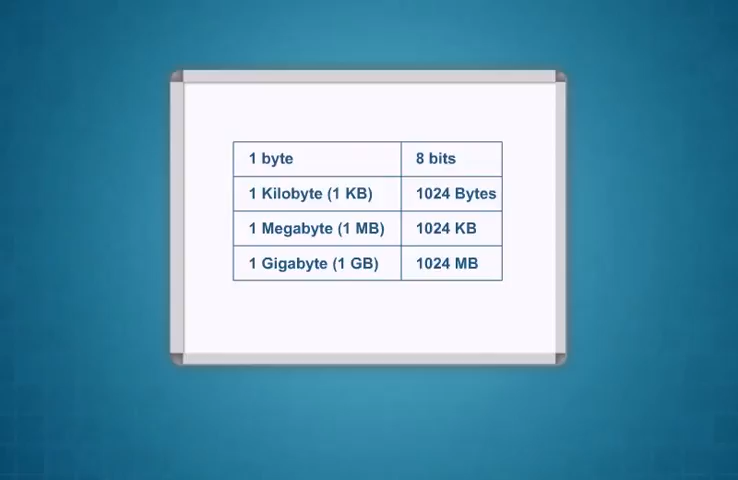 1 byte 8 bits
1 Kilobyte (1 KB) 1024 Bytes
1 Megabyte (1 MB) 1024 KB
1 Gigabyte (1 GB) 1024 MB